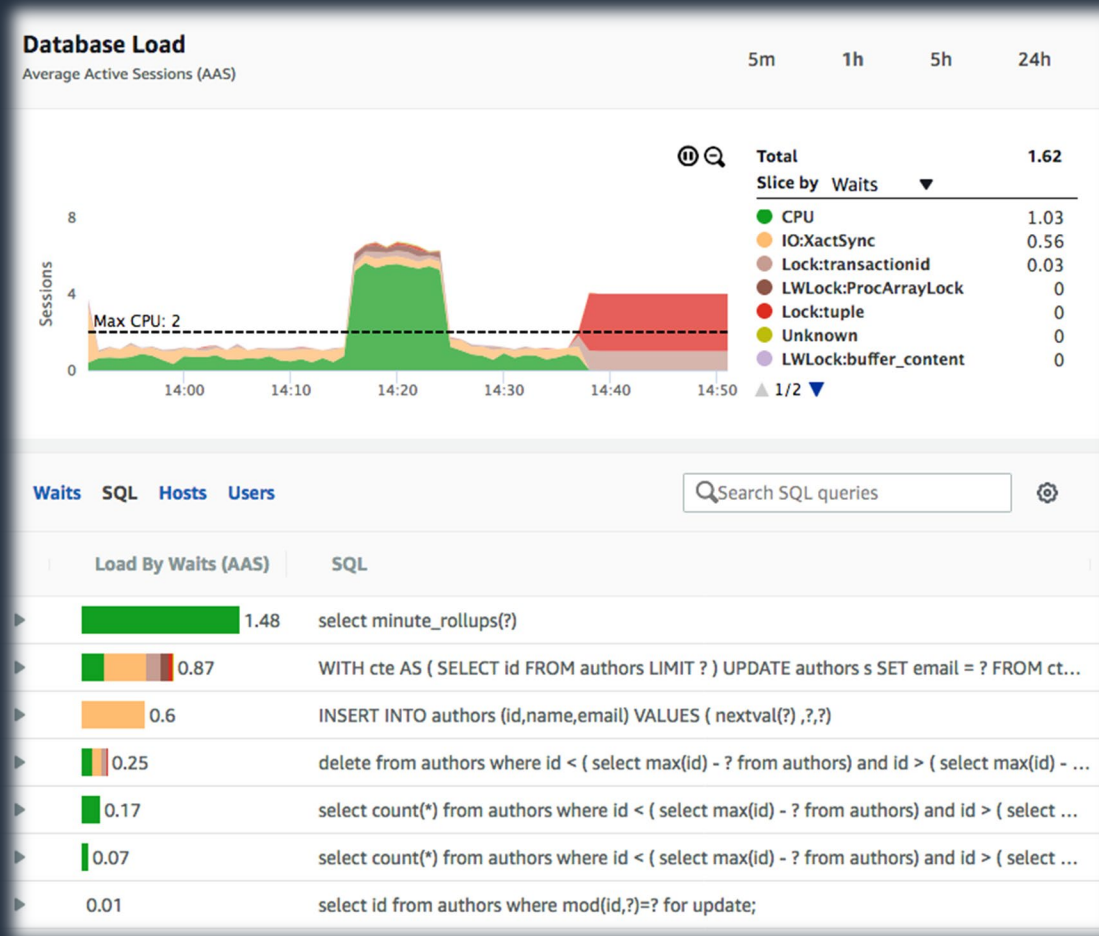 Database Load
Average Active Sessions (AAS)
5m 1h 5h 24h
Total 1.62
Slice by Waits
CPU 1.03
IO:XactSync 0.56
Lock:transactionid 0.03
LWLock:ProcArrayLock 0
Lock:tuple 0
Unknown 0
LWLock:buffer_content 0
1/2
Sessions
8
4
0
Max CPU: 2
14:00 14:10 14:20 14:30 14:40 14:50
Waits SQL Hosts Users
Search SQL queries
Load By Waits (AAS) SQL
1.48 select minute_rollups(?)
0.87 WITH cte AS ( SELECT id FROM authors LIMIT ? ) UPDATE authors s SET email = ? FROM ct...
0.6 INSERT INTO authors (id,name,email) VALUES ( nextval(?) ,?,?)
0.25 delete from authors where id < ( select max(id) - ? from authors) and id > ( select max(id) - ...
0.17 select count(*) from authors where id < ( select max(id) - ? from authors) and id > ( select ...
0.07 select count(*) from authors where id < ( select max(id) - ? from authors) and id > ( select ...
0.01 select id from authors where mod(id,?)=? for update;